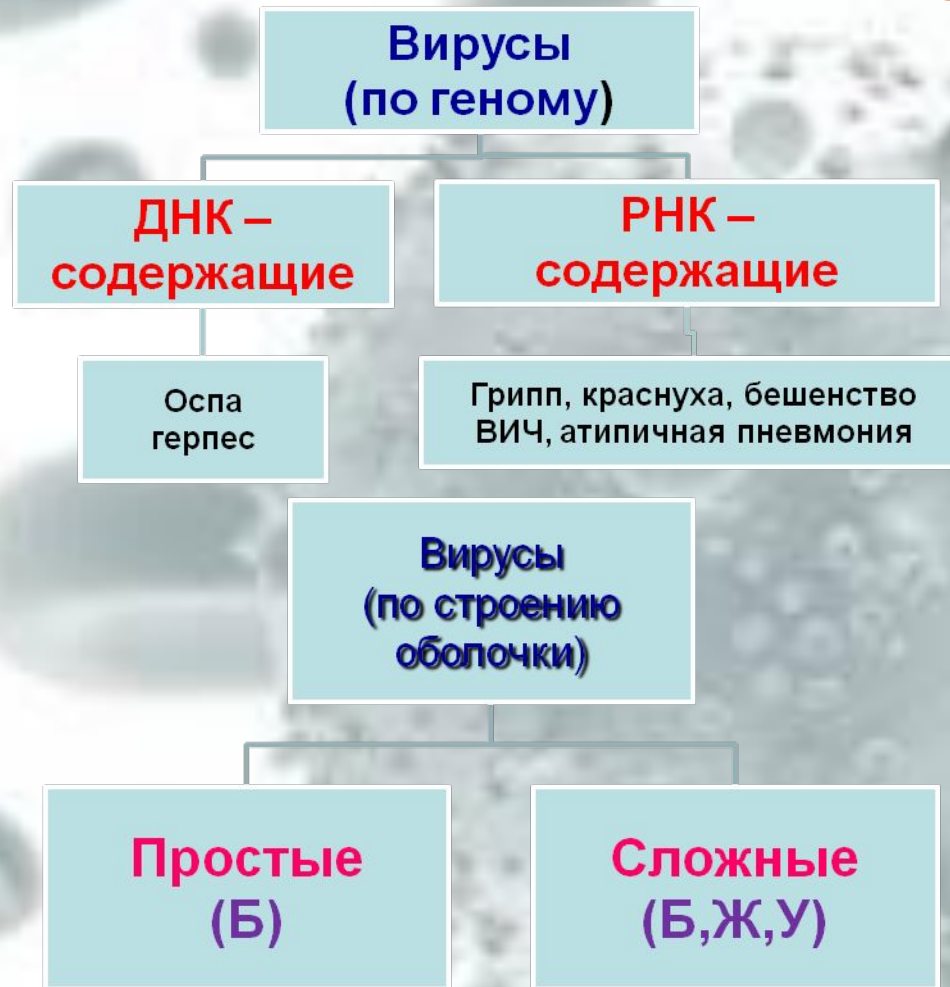 Вирусы
(по геному)
ДНК –
содержащие
РНК –
содержащие
Оспа
герпес
Грипп, краснуха, бешенство
ВИЧ, атипичная пневмония
Вирусы
(по строению
оболочки)
Простые
(Б)
Сложные
(Б,Ж,У)